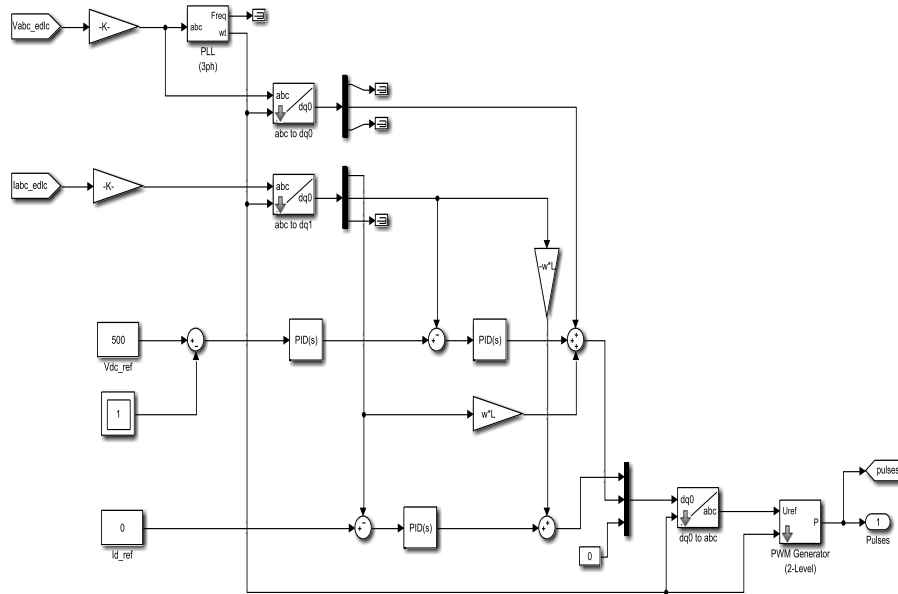 Vabc_edlc
-K-
abc
Freq
wt
PLL
(3ph)
abc
dq0
abc to dq0
Iabc_edlc
-K-
abc
dq0
abc to dq1
-w*L
500
Vdc_ref
PID(s)
PID(s)
1
w*L
0
Id_ref
PID(s)
0
dq0
abc
dq0 to abc
Uref
P
PWM Generator
(2-Level)
pulses
1
Pulses